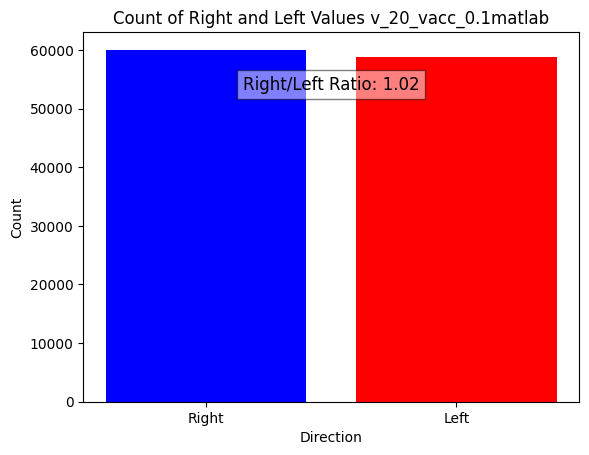 Count of Right and Left Values v_20_vacc_0.1matlab
60000
50000
40000
30000
20000
10000
0
Count
Right/Left Ratio: 1.02
Right
Left
Direction